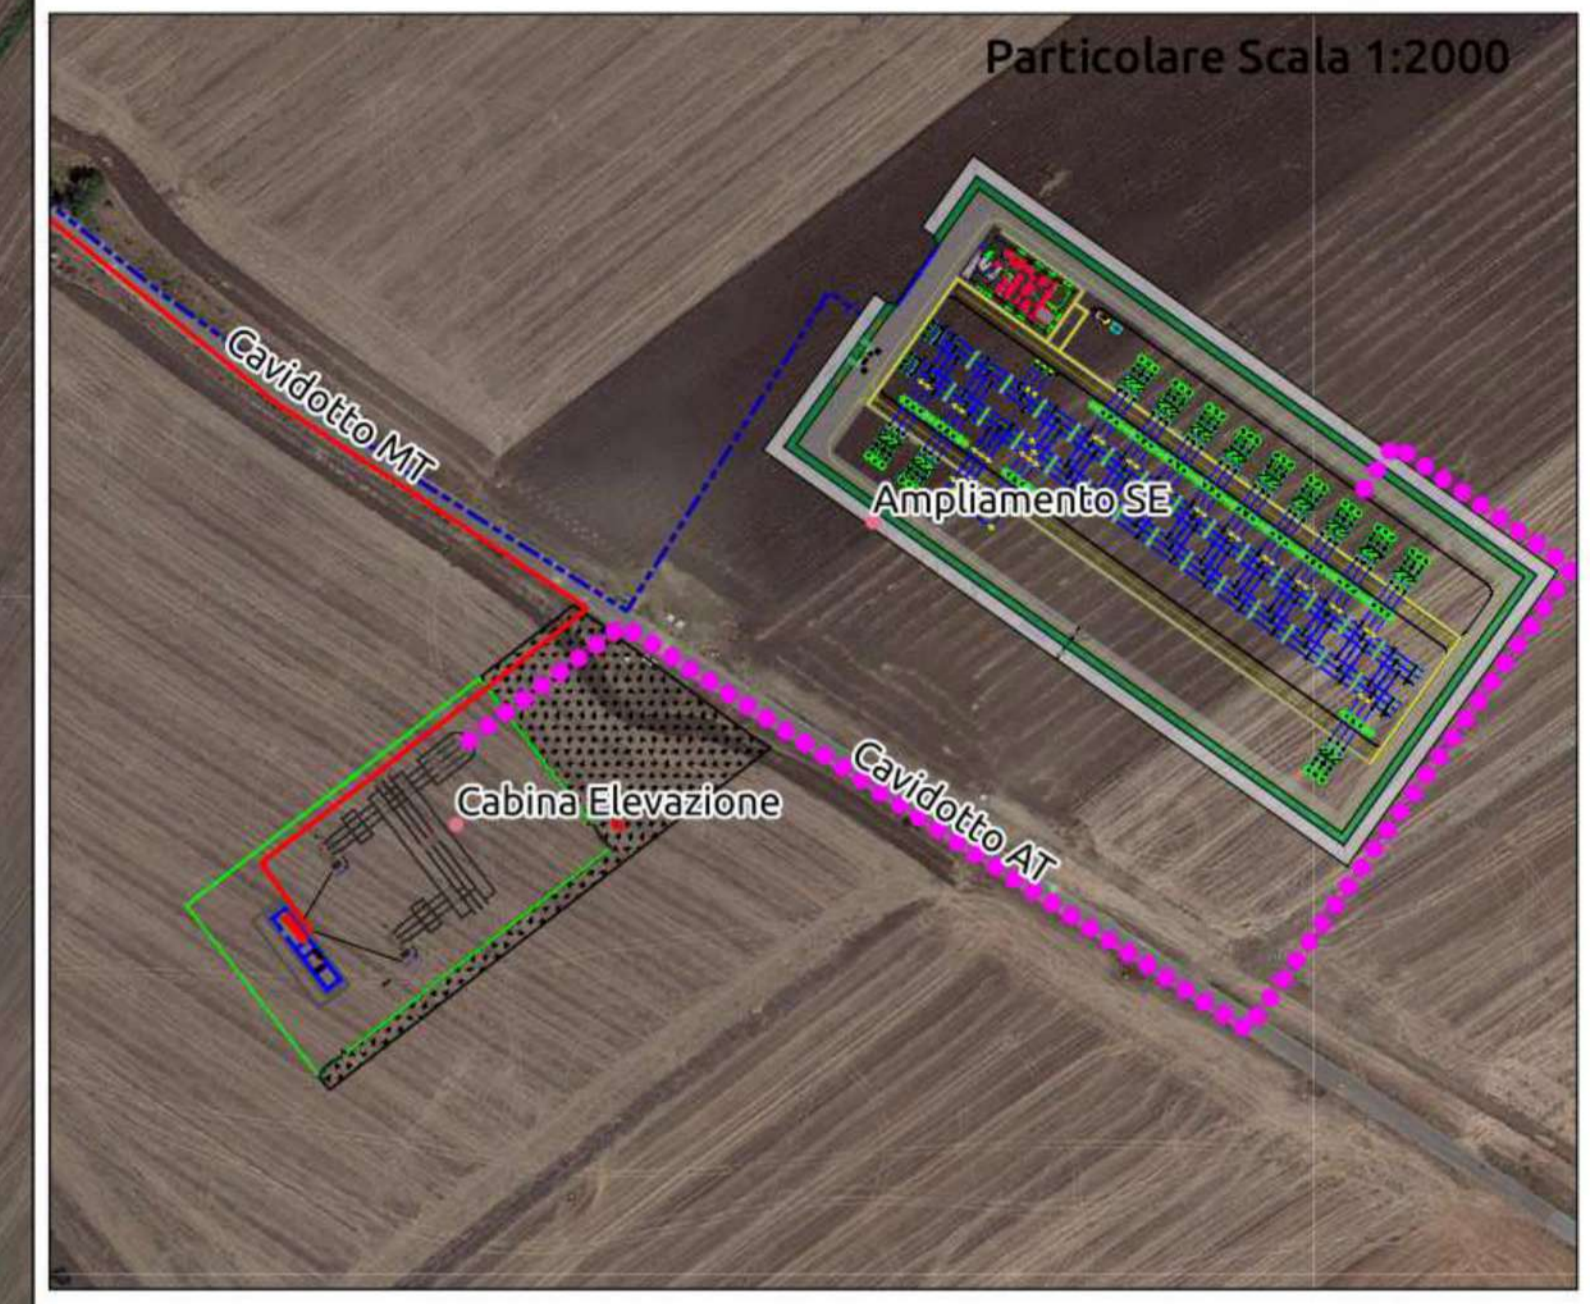 Particolare Scala 1:2000
Cavidotto MT
Ampliamento SE
Cabina Elevazione
Cavidotto AT